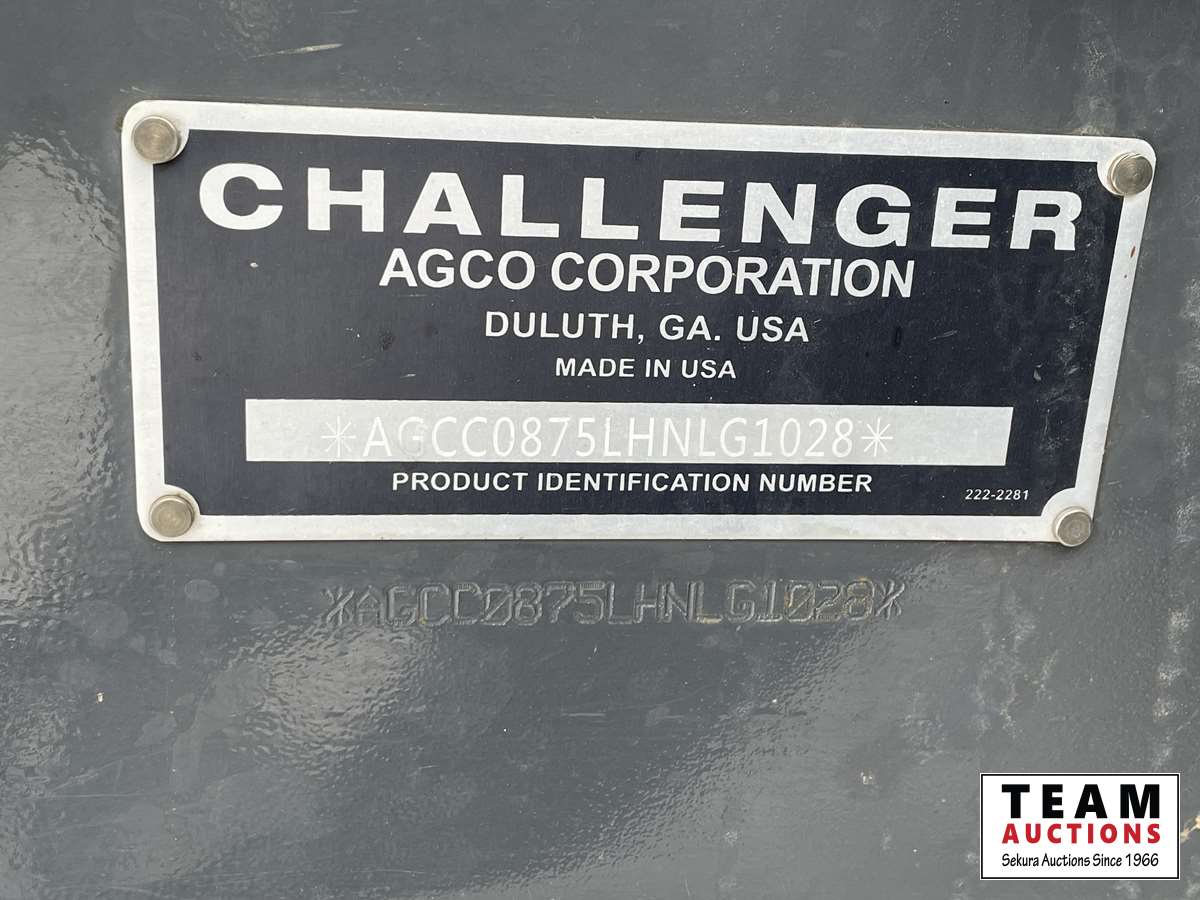 CHALLENGER
AGCO CORPORATION
DULUTH, GA. USA
MADE IN USA
*AGCC0875LHNLG1028*
PRODUCT IDENTIFICATION NUMBER
222-2281
*AGCC0875LHNLG1028*
TEAM
AUCTIONS
Sekura Auctions Since 1966